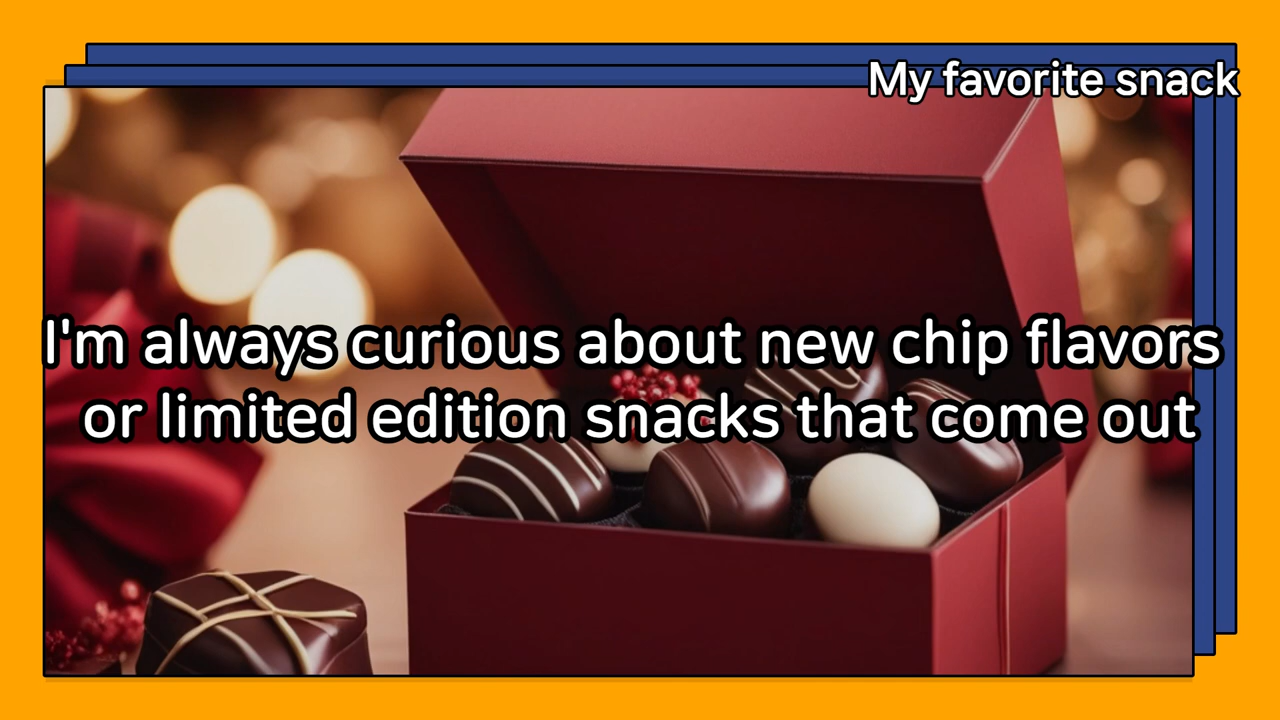 My favorite snack
I'm always curious about new chip flavors
or limited edition snacks that come out